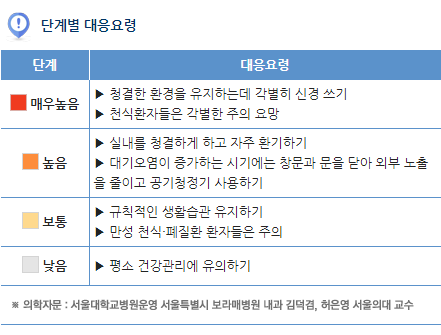 단계별 대응요령
단계 대응요령
매우높음
▶ 청결한 환경을 유지하는데 각별히 신경 쓰기
▶ 천식환자들은 각별한 주의 요망
높음
▶ 실내를 청결하게 하고 자주 환기하기
▶ 대기오염이 증가하는 시기에는 창문과 문을 닫아 외부 노출
을 줄이고 공기청정기 사용하기
보통
▶ 규칙적인 생활습관 유지하기
▶ 만성 천식·폐질환 환자들은 주의
낮음
▶ 평소 건강관리에 유의하기
※ 의학자문 : 서울대학교병원운영 서울특별시 보라매병원 내과 김덕겸, 허은영 서울의대 교수